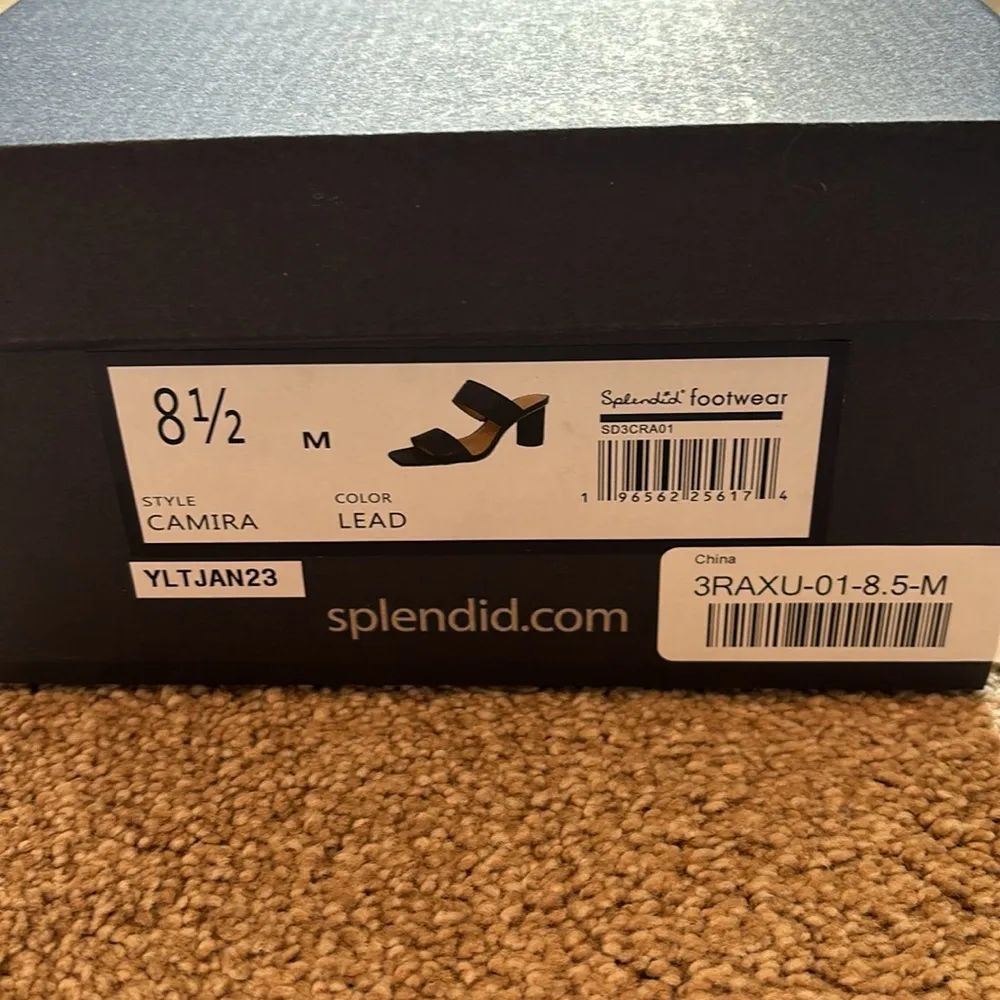 8½
M
Splendid footwear
SD3CRA01
1 96562 25617 4
STYLE
CAMIRA
COLOR
LEAD
YLTJAN23
splendid.com
China
3RAXU-01-8.5-M